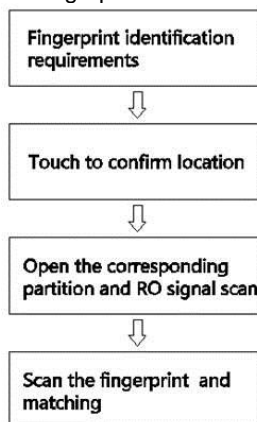 Fingerprint identification
requirements
Touch to confirm location
Open the corresponding
partition and RO signal scan
Scan the fingerprint and
matching